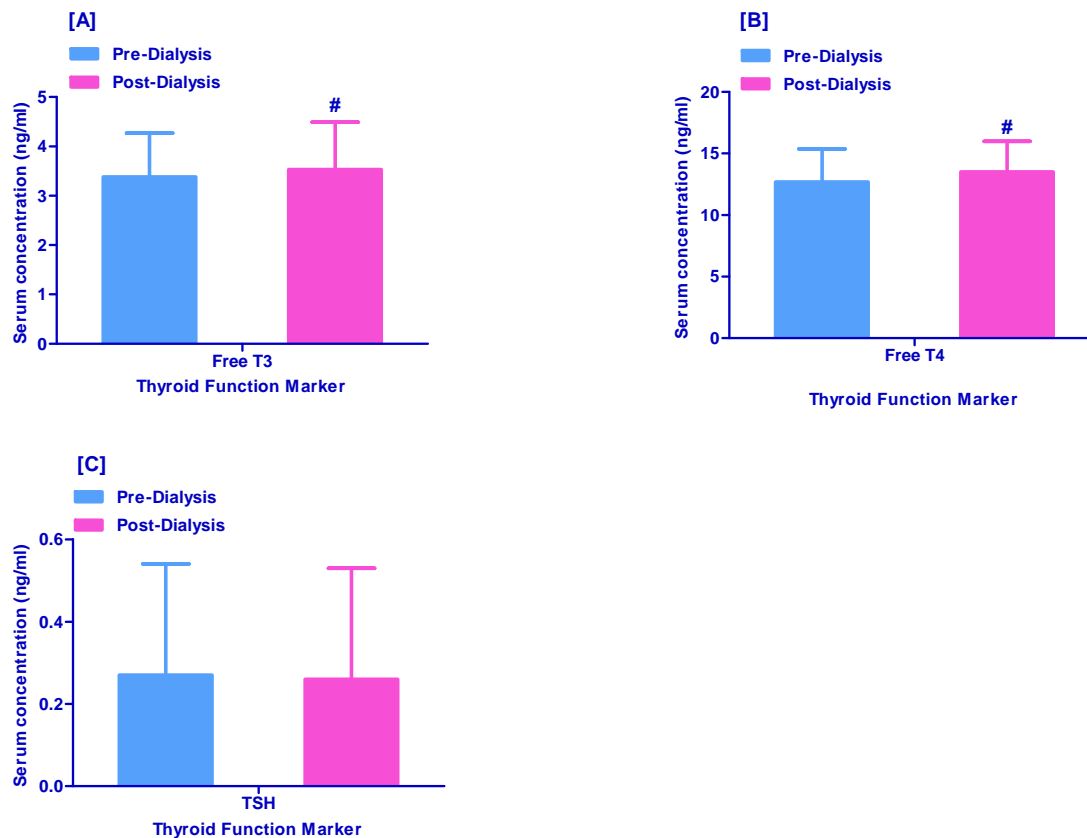 [A]
Pre-Dialysis
Post-Dialysis
#
5
4
3
2
1
0
Serum concentration (ng/ml)
Free T3
Thyroid Function Marker
[B]
Pre-Dialysis
Post-Dialysis
#
20
15
10
5
0
Serum concentration (ng/ml)
Free T4
Thyroid Function Marker
[C]
Pre-Dialysis
Post-Dialysis
0.6
0.4
0.2
0.0
Serum concentration (ng/ml)
TSH
Thyroid Function Marker